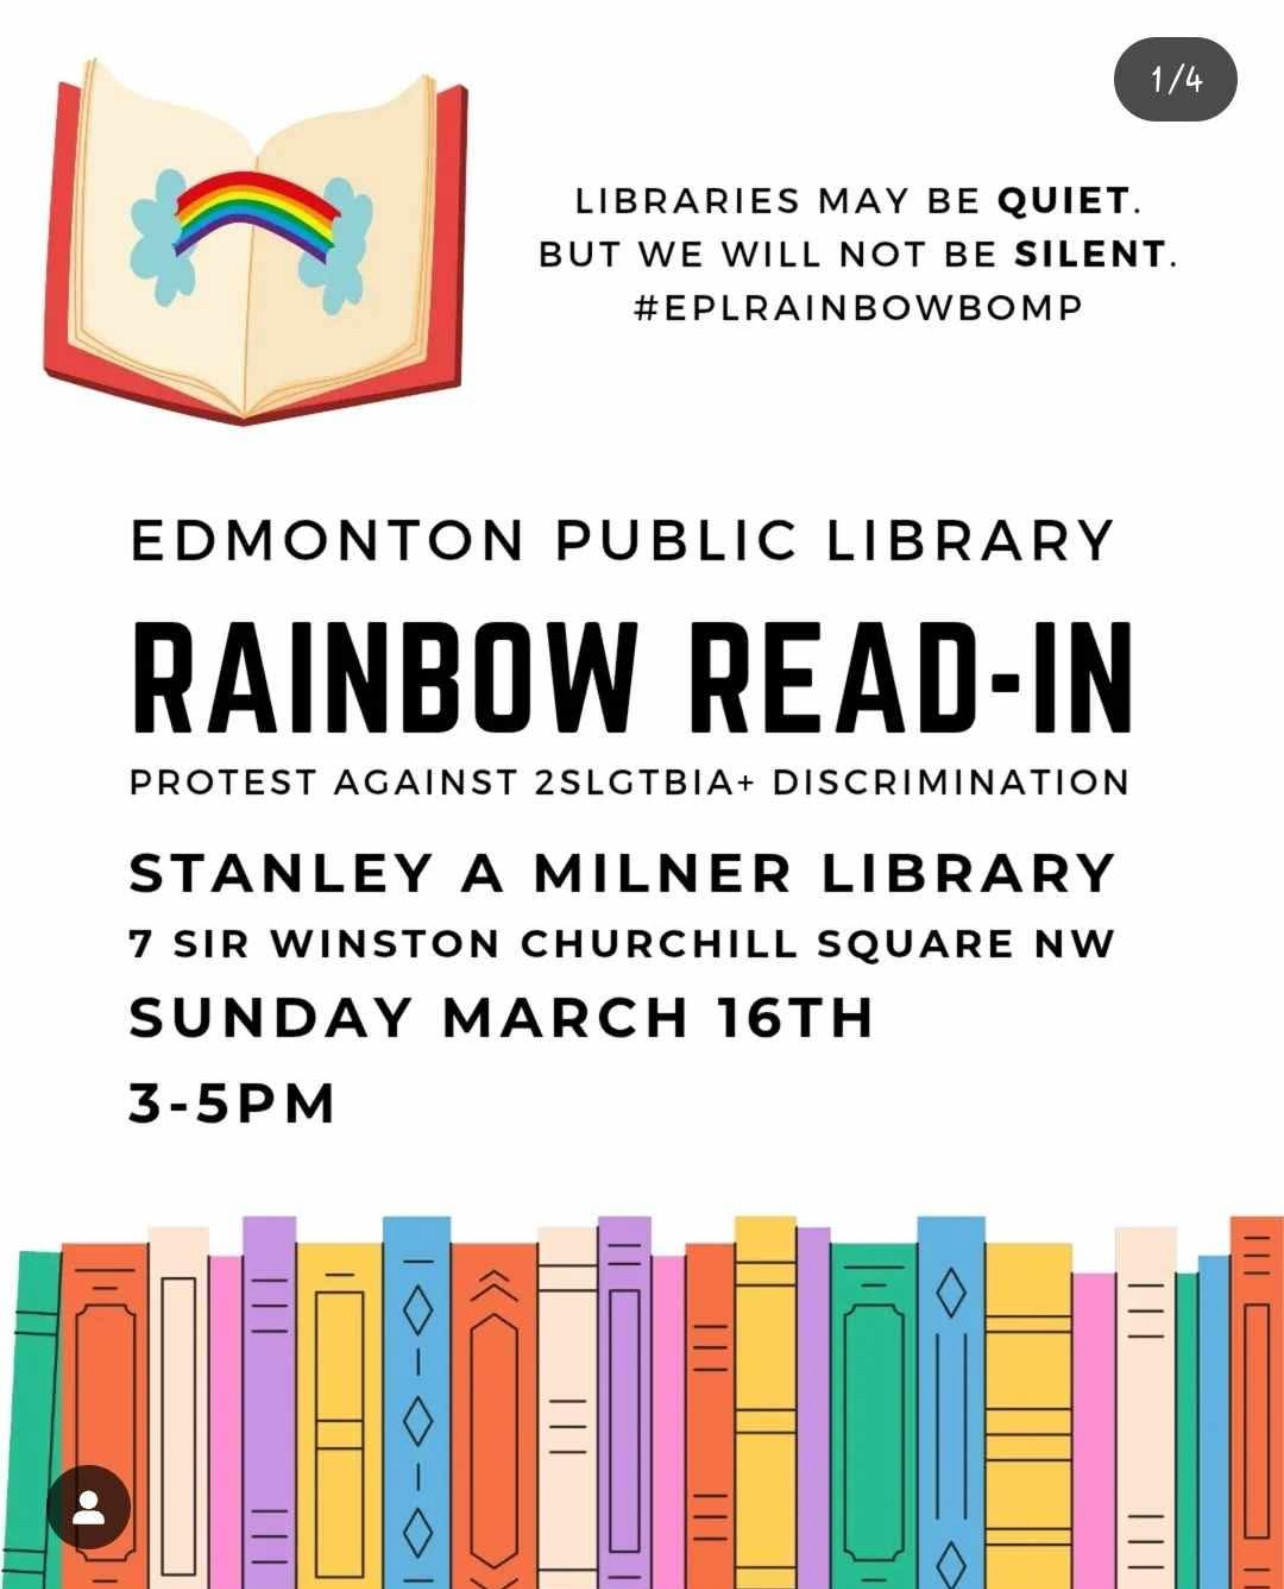 1/4
LIBRARIES MAY BE QUIET.
BUT WE WILL NOT BE SILENT.
#EPLRAINBOWBOMP
EDMONTON PUBLIC LIBRARY
RAINBOW READ-IN
PROTEST AGAINST 2SLGTBIA+ DISCRIMINATION
STANLEY A MILNER LIBRARY
7 SIR WINSTON CHURCHILL SQUARE NW
SUNDAY MARCH 16TH
3-5PM